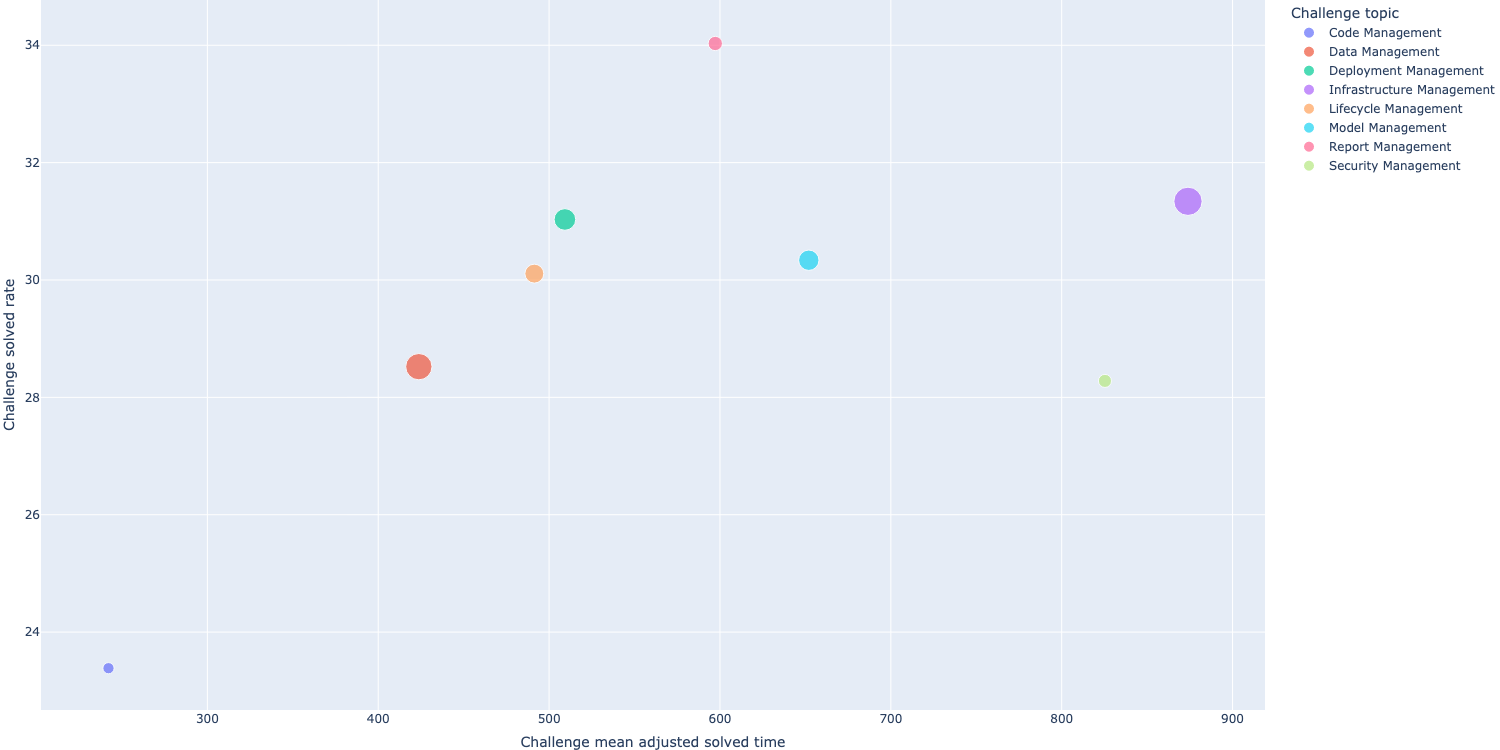 Challenge topic
Code Management
Data Management
Deployment Management
Infrastructure Management
Lifecycle Management
Model Management
Report Management
Security Management
Challenge solved rate
34
32
30
28
26
24
300 400 500 600 700 800 900
Challenge mean adjusted solved time